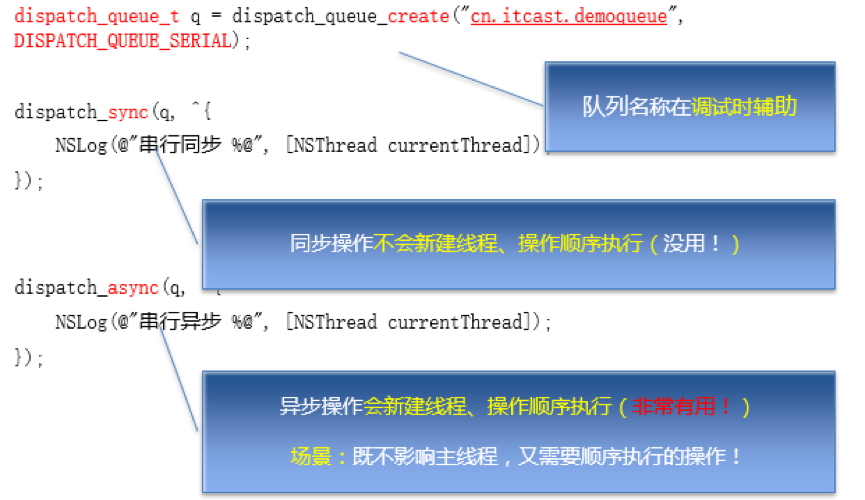 dispatch_queue_t q = dispatch_queue_create("cn.itcast.demoqueue",
DISPATCH_QUEUE_SERIAL);
队列名称在调试时辅助
dispatch_sync(q, ^{
NSLog(@"串行同步 %@", [NSThread currentThread]);
});
同步操作不会新建线程、操作顺序执行（没用！）
dispatch_async(q, ^{
NSLog(@"串行异步 %@", [NSThread currentThread]);
});
异步操作会新建线程、操作顺序执行（非常有用！）
场景：既不影响主线程，又需要顺序执行的操作！